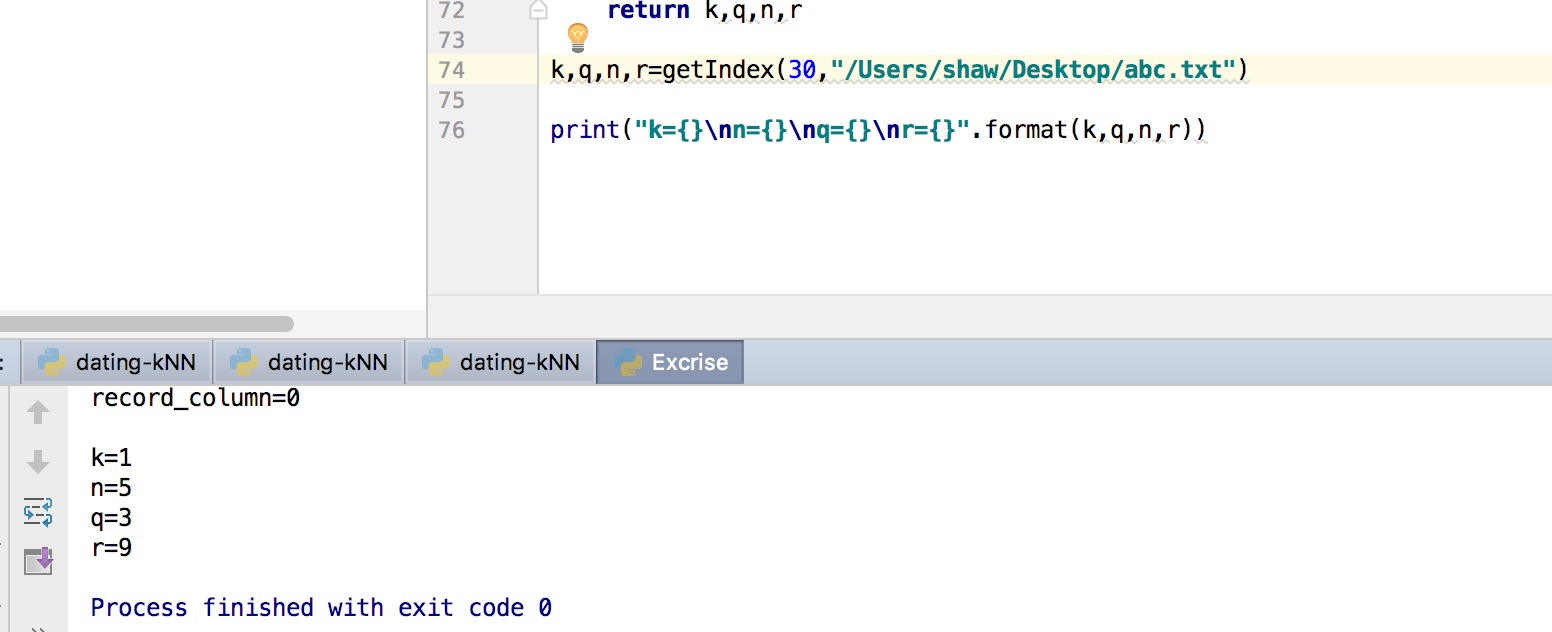 72 return k,q,n,r
73
74 k,q,n,r=getIndex(30,"/Users/shaw/Desktop/abc.txt")
75
76 print("k={}\nn={}\nq={}\nr={}".format(k,q,n,r))
: dating-kNN dating-kNN dating-kNN Excrise
record_column=0
k=1
n=5
q=3
r=9
Process finished with exit code 0